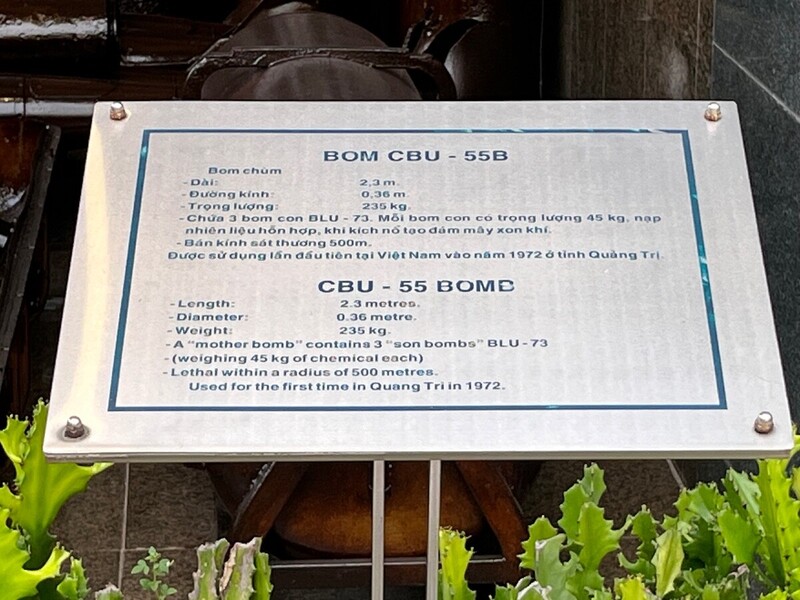 BOM CBU - 55B
Bom chùm
- Dài: 2,3 m.
- Đường kính: 0,36 m.
- Trọng lượng: 235 kg.
- Chứa 3 bom con BLU - 73. Mỗi bom con có trọng lượng 45 kg, nạp
nhiên liệu hỗn hợp, khi kích nổ tạo đám mây xon khí.
- Bán kính sát thương 500m.
Được sử dụng lần đầu tiên tại Việt Nam vào năm 1972 ở tỉnh Quảng Trị.
CBU - 55 BOMB
- Length: 2.3 metres.
- Diameter: 0.36 metre.
- Weight: 235 kg.
- A "mother bomb" contains 3 "son bombs" BLU - 73
- (weighing 45 kg of chemical each)
- Lethal within a radius of 500 metres.
Used for the first time in Quang Tri in 1972.